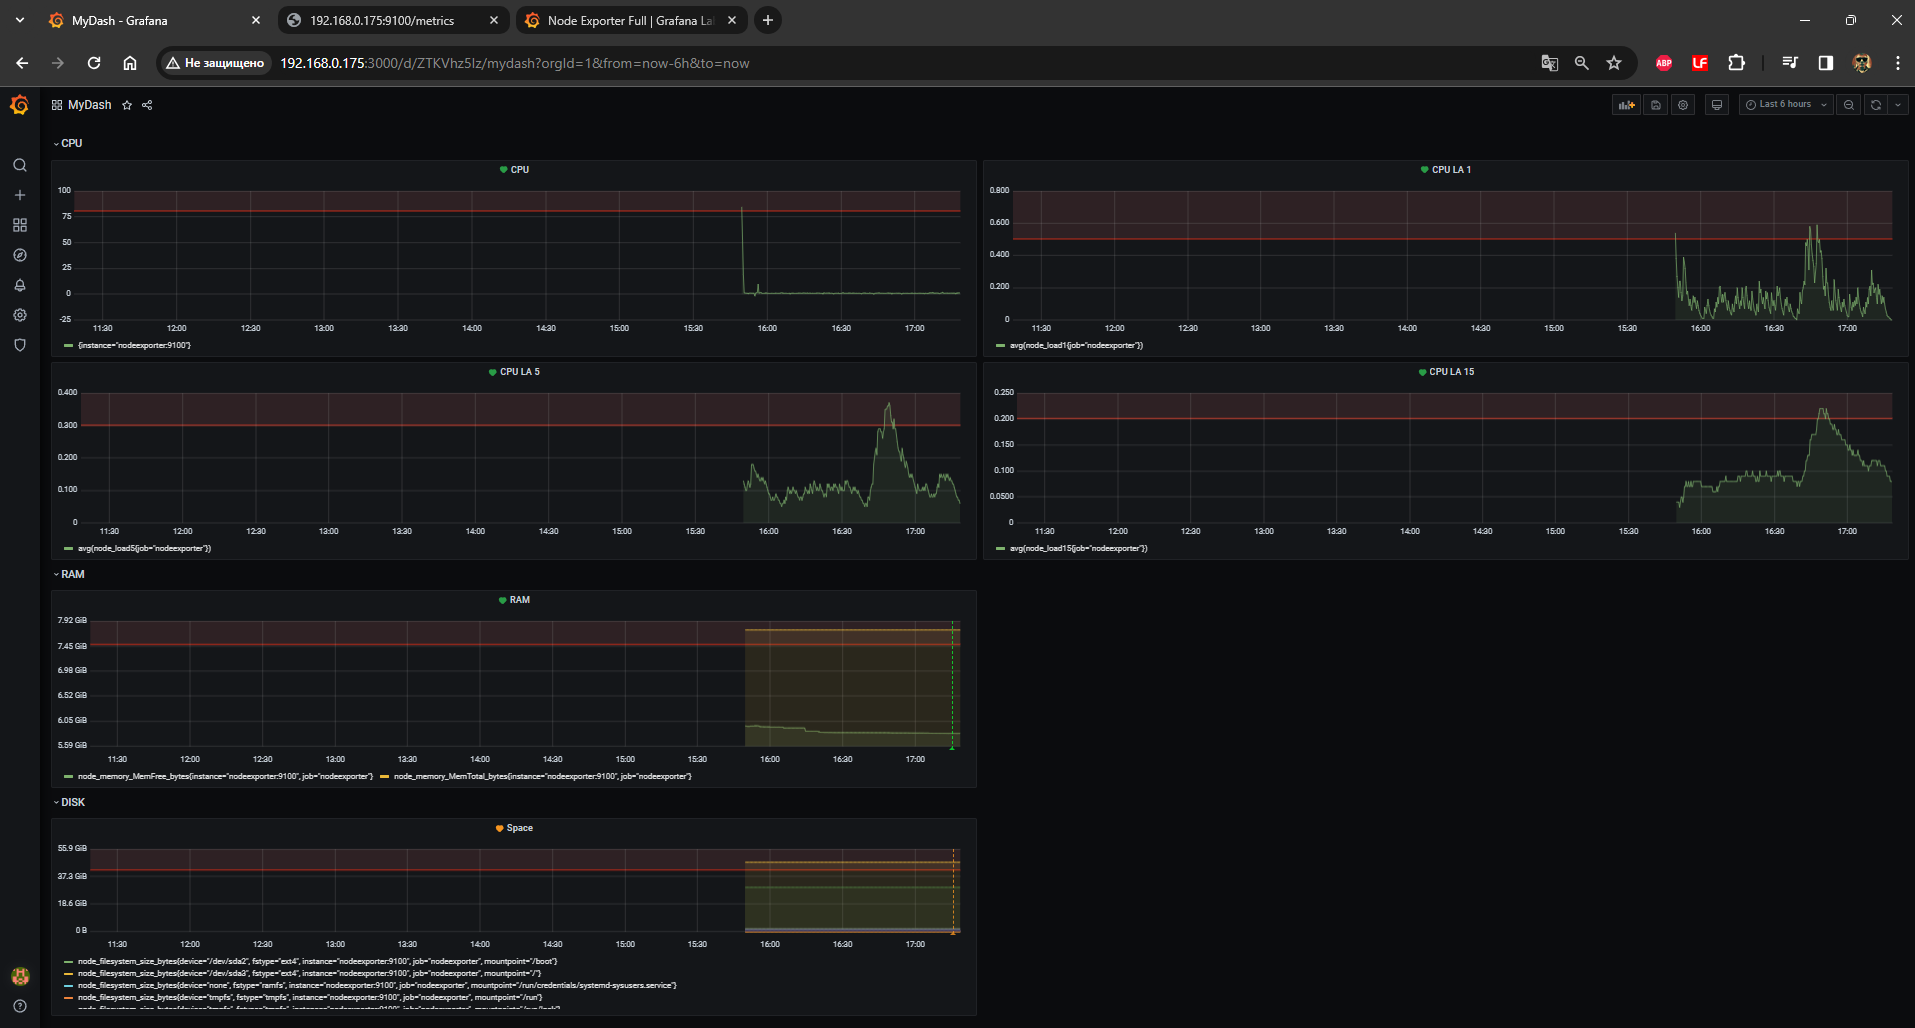 MyDash - Grafana
192.168.0.175:9100/metrics
Node Exporter Full | Grafana La
Не защищено 192.168.0.175:3000/d/ZTKVhz5lz/mydash?orgId=1&from=now-6h&to=now
ABP
LF
MyDash
Last 6 hours
CPU
CPU
100
75
50
25
0
-25
11:30 12:00 12:30 13:00 13:30 14:00 14:30 15:00 15:30 16:00 16:30 17:00
{instance="nodeexporter:9100"}
CPU LA 1
0.800
0.600
0.400
0.200
0
11:30 12:00 12:30 13:00 13:30 14:00 14:30 15:00 15:30 16:00 16:30 17:00
avg(node_load1{job="nodeexporter"})
CPU LA 5
0.400
0.300
0.200
0.100
0
11:30 12:00 12:30 13:00 13:30 14:00 14:30 15:00 15:30 16:00 16:30 17:00
avg(node_load5{job="nodeexporter"})
CPU LA 15
0.250
0.200
0.150
0.100
0.0500
0
11:30 12:00 12:30 13:00 13:30 14:00 14:30 15:00 15:30 16:00 16:30 17:00
avg(node_load15{job="nodeexporter"})
RAM
RAM
7.92 GiB
7.45 GiB
6.98 GiB
6.52 GiB
6.05 GiB
5.59 GiB
11:30 12:00 12:30 13:00 13:30 14:00 14:30 15:00 15:30 16:00 16:30 17:00
node_memory_MemFree_bytes{instance="nodeexporter:9100", job="nodeexporter"} node_memory_MemTotal_bytes{instance="nodeexporter:9100", job="nodeexporter"}
DISK
Space
55.9 GiB
37.3 GiB
18.6 GiB
0 B
11:30 12:00 12:30 13:00 13:30 14:00 14:30 15:00 15:30 16:00 16:30 17:00
node_filesystem_size_bytes{device="/dev/sda2", fstype="ext4", instance="nodeexporter:9100", job="nodeexporter", mountpoint="/boot"}
node_filesystem_size_bytes{device="/dev/sda3", fstype="ext4", instance="nodeexporter:9100", job="nodeexporter", mountpoint="/"}
node_filesystem_size_bytes{device="none", fstype="ramfs", instance="nodeexporter:9100", job="nodeexporter", mountpoint="/run/credentials/systemd-sysusers.service"}
node_filesystem_size_bytes{device="tmpfs", fstype="tmpfs", instance="nodeexporter:9100", job="nodeexporter", mountpoint="/run"}